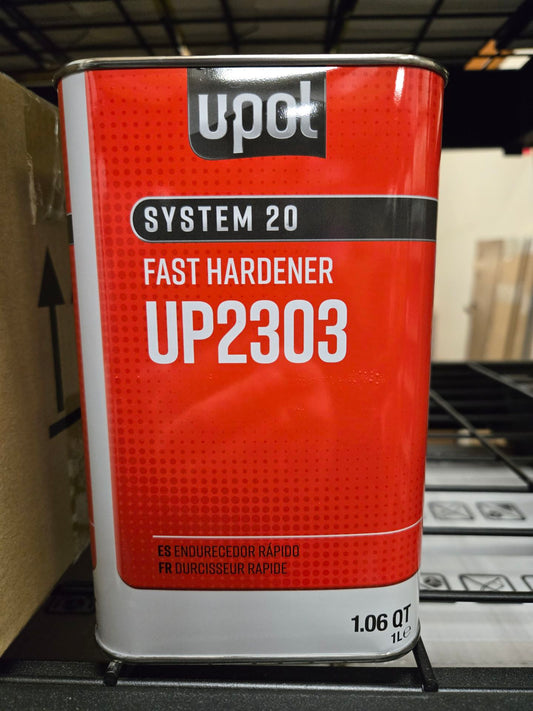 upol
SYSTEM 20
FAST HARDENER
UP2303
ES ENDURECEDOR RÁPIDO
FR DURCISSEUR RAPIDE
1.06 QT
1L℮